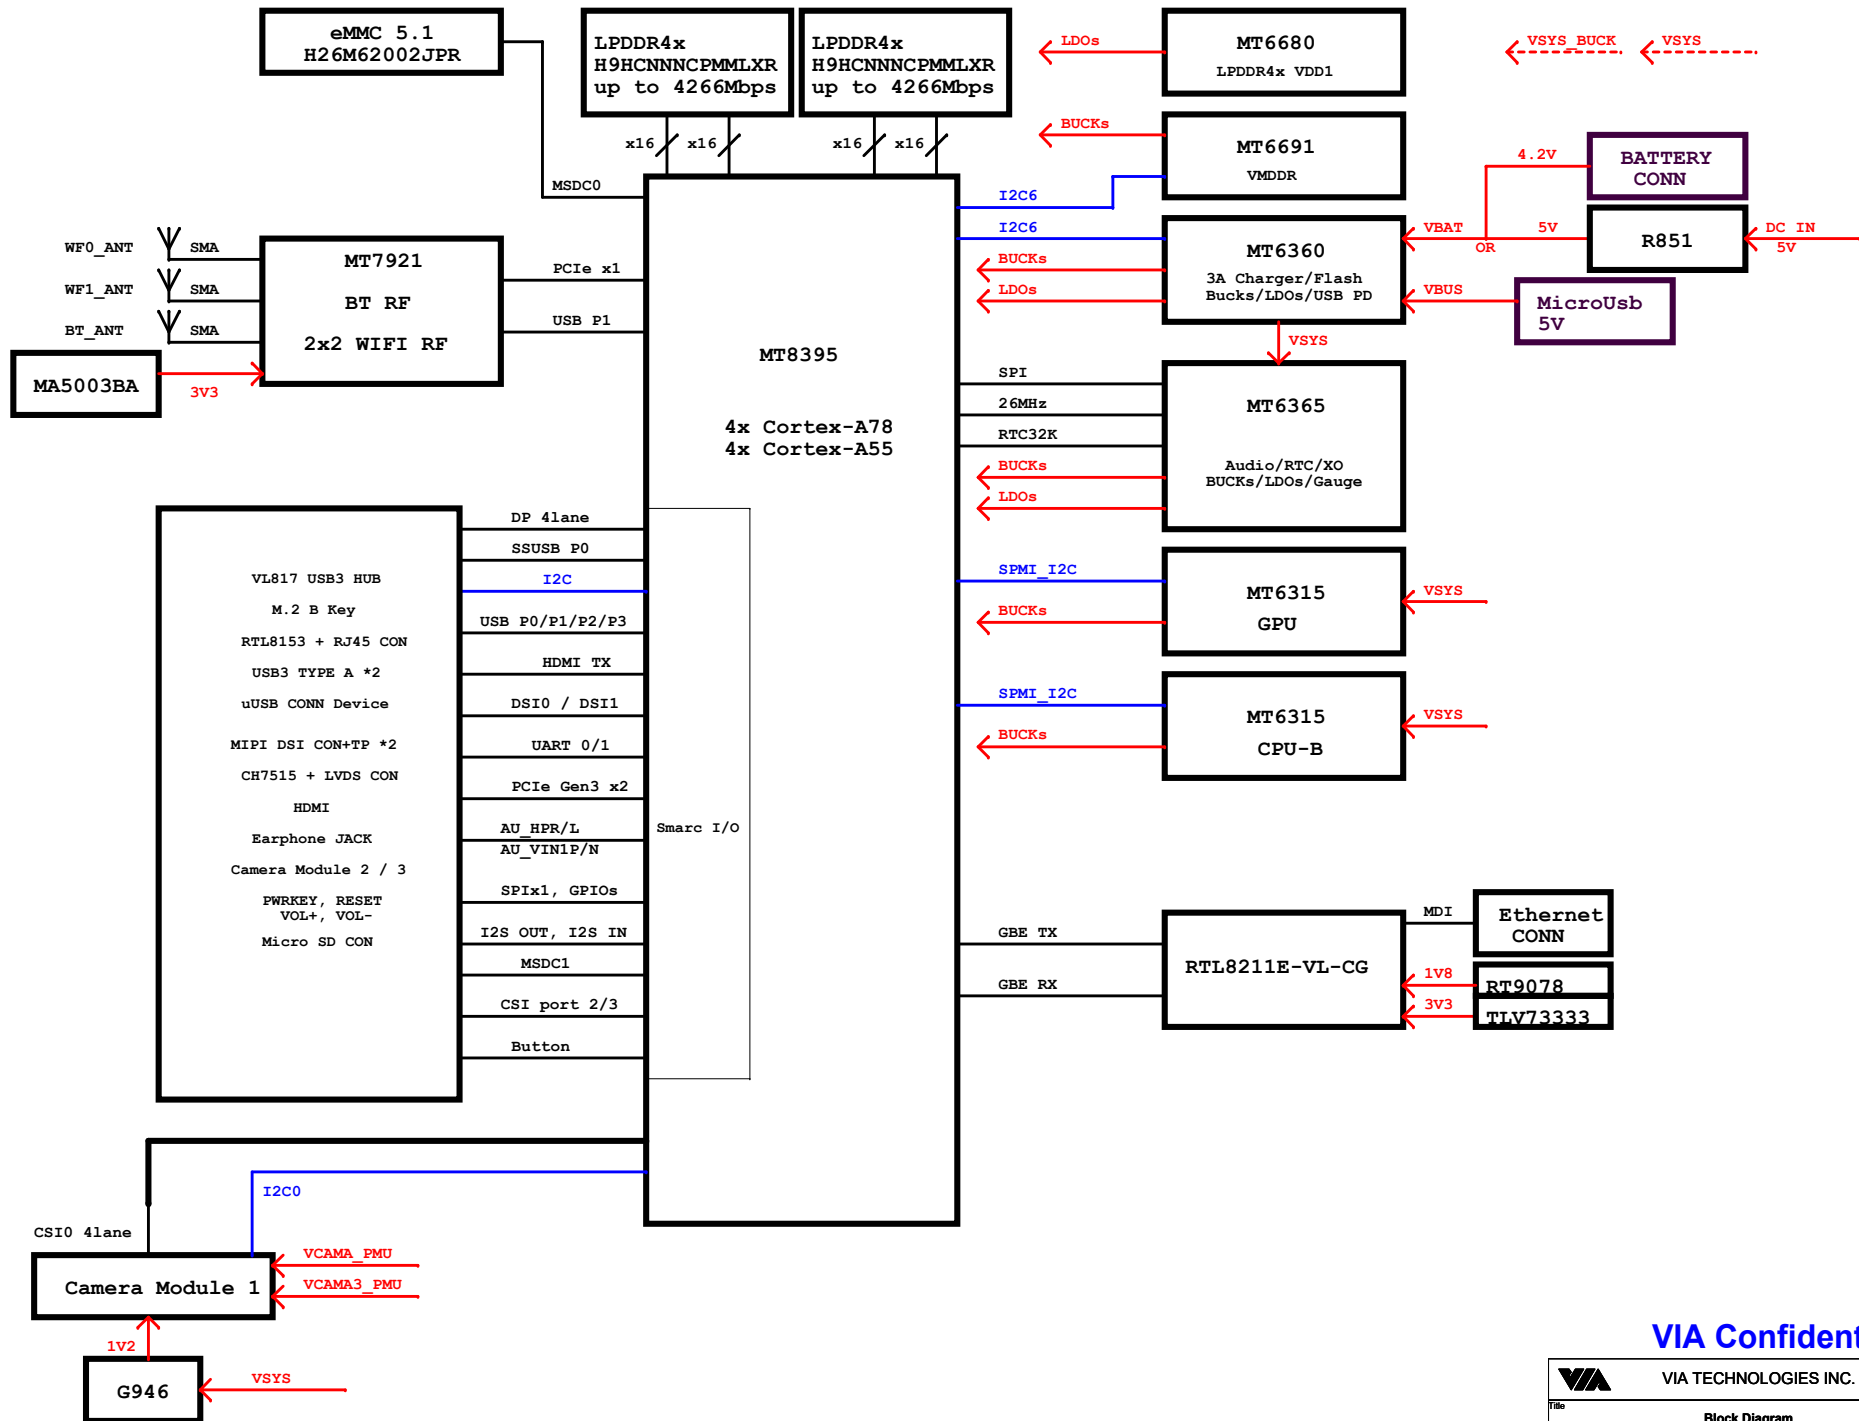 eMMC 5.1
H26M62002JPR
LPDDR4x
H9HCNNNCPMMLXR
up to 4266Mbps
LPDDR4x
H9HCNNNCPMMLXR
up to 4266Mbps
LDOs
MT6680
LPDDR4x VDD1
VSYS_BUCK
VSYS
x16
x16
x16
x16
BUCKs
MT6691
VMDDR
4.2V
BATTERY
CONN
MSDC0
I2C6
I2C6
MT6360
3A Charger/Flash
Bucks/LDOs/USB PD
BUCKs
LDOs
VBAT
OR
5V
R851
DC IN
5V
VBUS
MicroUsb
5V
VSYS
WF0_ANT
SMA
WF1_ANT
SMA
BT_ANT
SMA
MT7921
BT RF
2x2 WIFI RF
PCIe x1
USB P1
MA5003BA
3V3
MT8395
4x Cortex-A78
4x Cortex-A55
SPI
26MHz
RTC32K
BUCKs
LDOs
MT6365
Audio/RTC/XO
BUCKs/LDOs/Gauge
VL817 USB3 HUB
M.2 B Key
RTL8153 + RJ45 CON
USB3 TYPE A *2
uUSB CONN Device
MIPI DSI CON+TP *2
CH7515 + LVDS CON
HDMI
Earphone JACK
Camera Module 2 / 3
PWRKEY, RESET
VOL+, VOL-
Micro SD CON
DP 4lane
SSUSB P0
I2C
USB P0/P1/P2/P3
HDMI TX
DSI0 / DSI1
UART 0/1
PCIe Gen3 x2
AU_HPR/L
AU_VIN1P/N
SPIx1, GPIOs
I2S OUT, I2S IN
MSDC1
CSI port 2/3
Button
Smarc I/O
SPMI_I2C
BUCKs
MT6315
GPU
VSYS
SPMI_I2C
BUCKs
MT6315
CPU-B
VSYS
GBE TX
GBE RX
RTL8211E-VL-CG
MDI
Ethernet
CONN
1V8
RT9078
3V3
TLV73333
I2C0
CSI0 4lane
Camera Module 1
VCAMA_PMU
VCAMA3_PMU
1V2
G946
VSYS
VIA Confident
VIA
VIA TECHNOLOGIES INC.
Title
Block Diagram